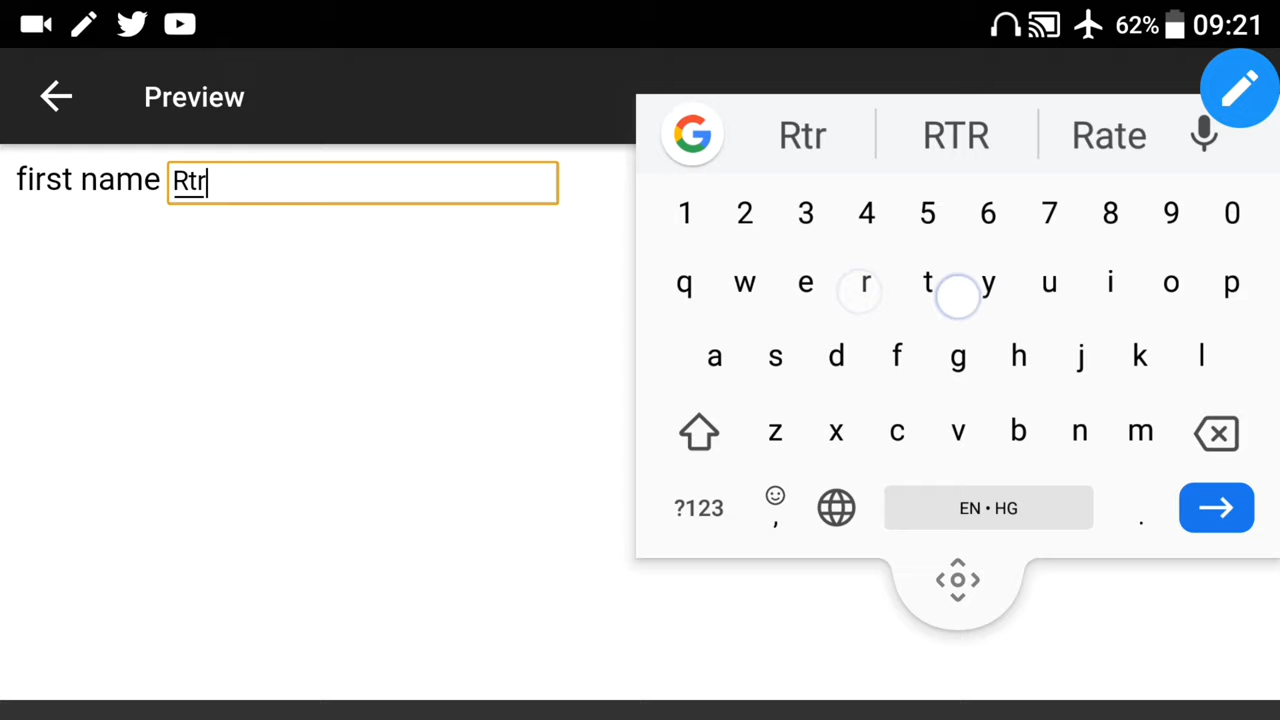 62% 09:21
Preview
first name Rtr
Rtr RTR Rate
1 2 3 4 5 6 7 8 9 0
q w e r t y u i o p
a s d f g h j k l
z x c v b n m
?123 , EN • HG .